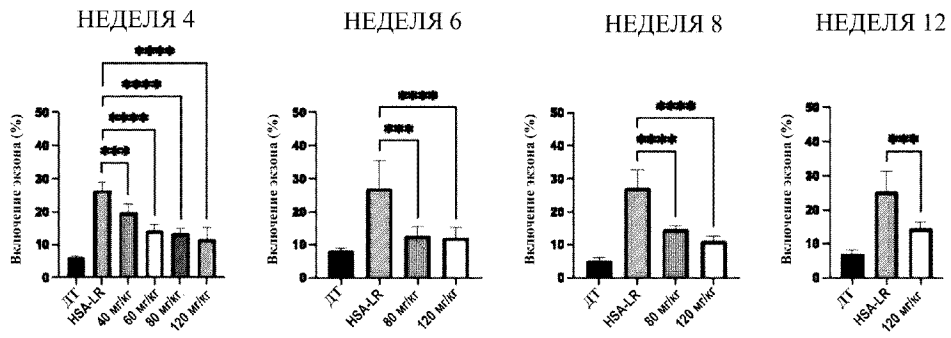 НЕДЕЛЯ 4
Включение экзона (%)
50
40
30
20
10
0
****
****
****
***
ДТ
HSA-LR
40 мг/кг
60 мг/кг
80 мг/кг
120 мг/кг
НЕДЕЛЯ 6
Включение экзона (%)
50
40
30
20
10
0
****
***
ДТ
HSA-LR
80 мг/кг
120 мг/кг
НЕДЕЛЯ 8
Включение экзона (%)
50
40
30
20
10
0
****
****
ДТ
HSA-LR
80 мг/кг
120 мг/кг
НЕДЕЛЯ 12
Включение экзона (%)
50
40
30
20
10
0
***
ДТ
HSA-LR
120 мг/кг